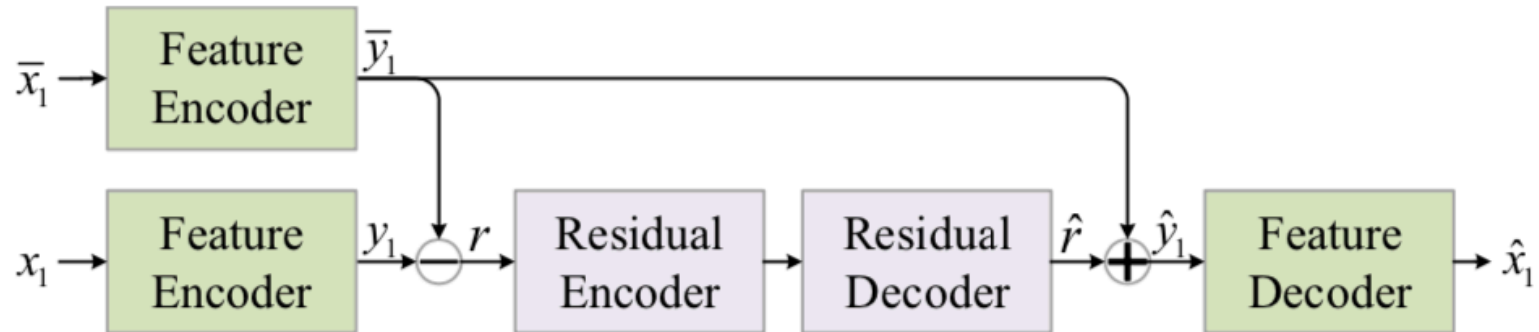 x̄₁
Feature
Encoder
ȳ₁
x₁
Feature
Encoder
y₁
r
Residual
Encoder
Residual
Decoder
r̂
ŷ₁
Feature
Decoder
x̂₁